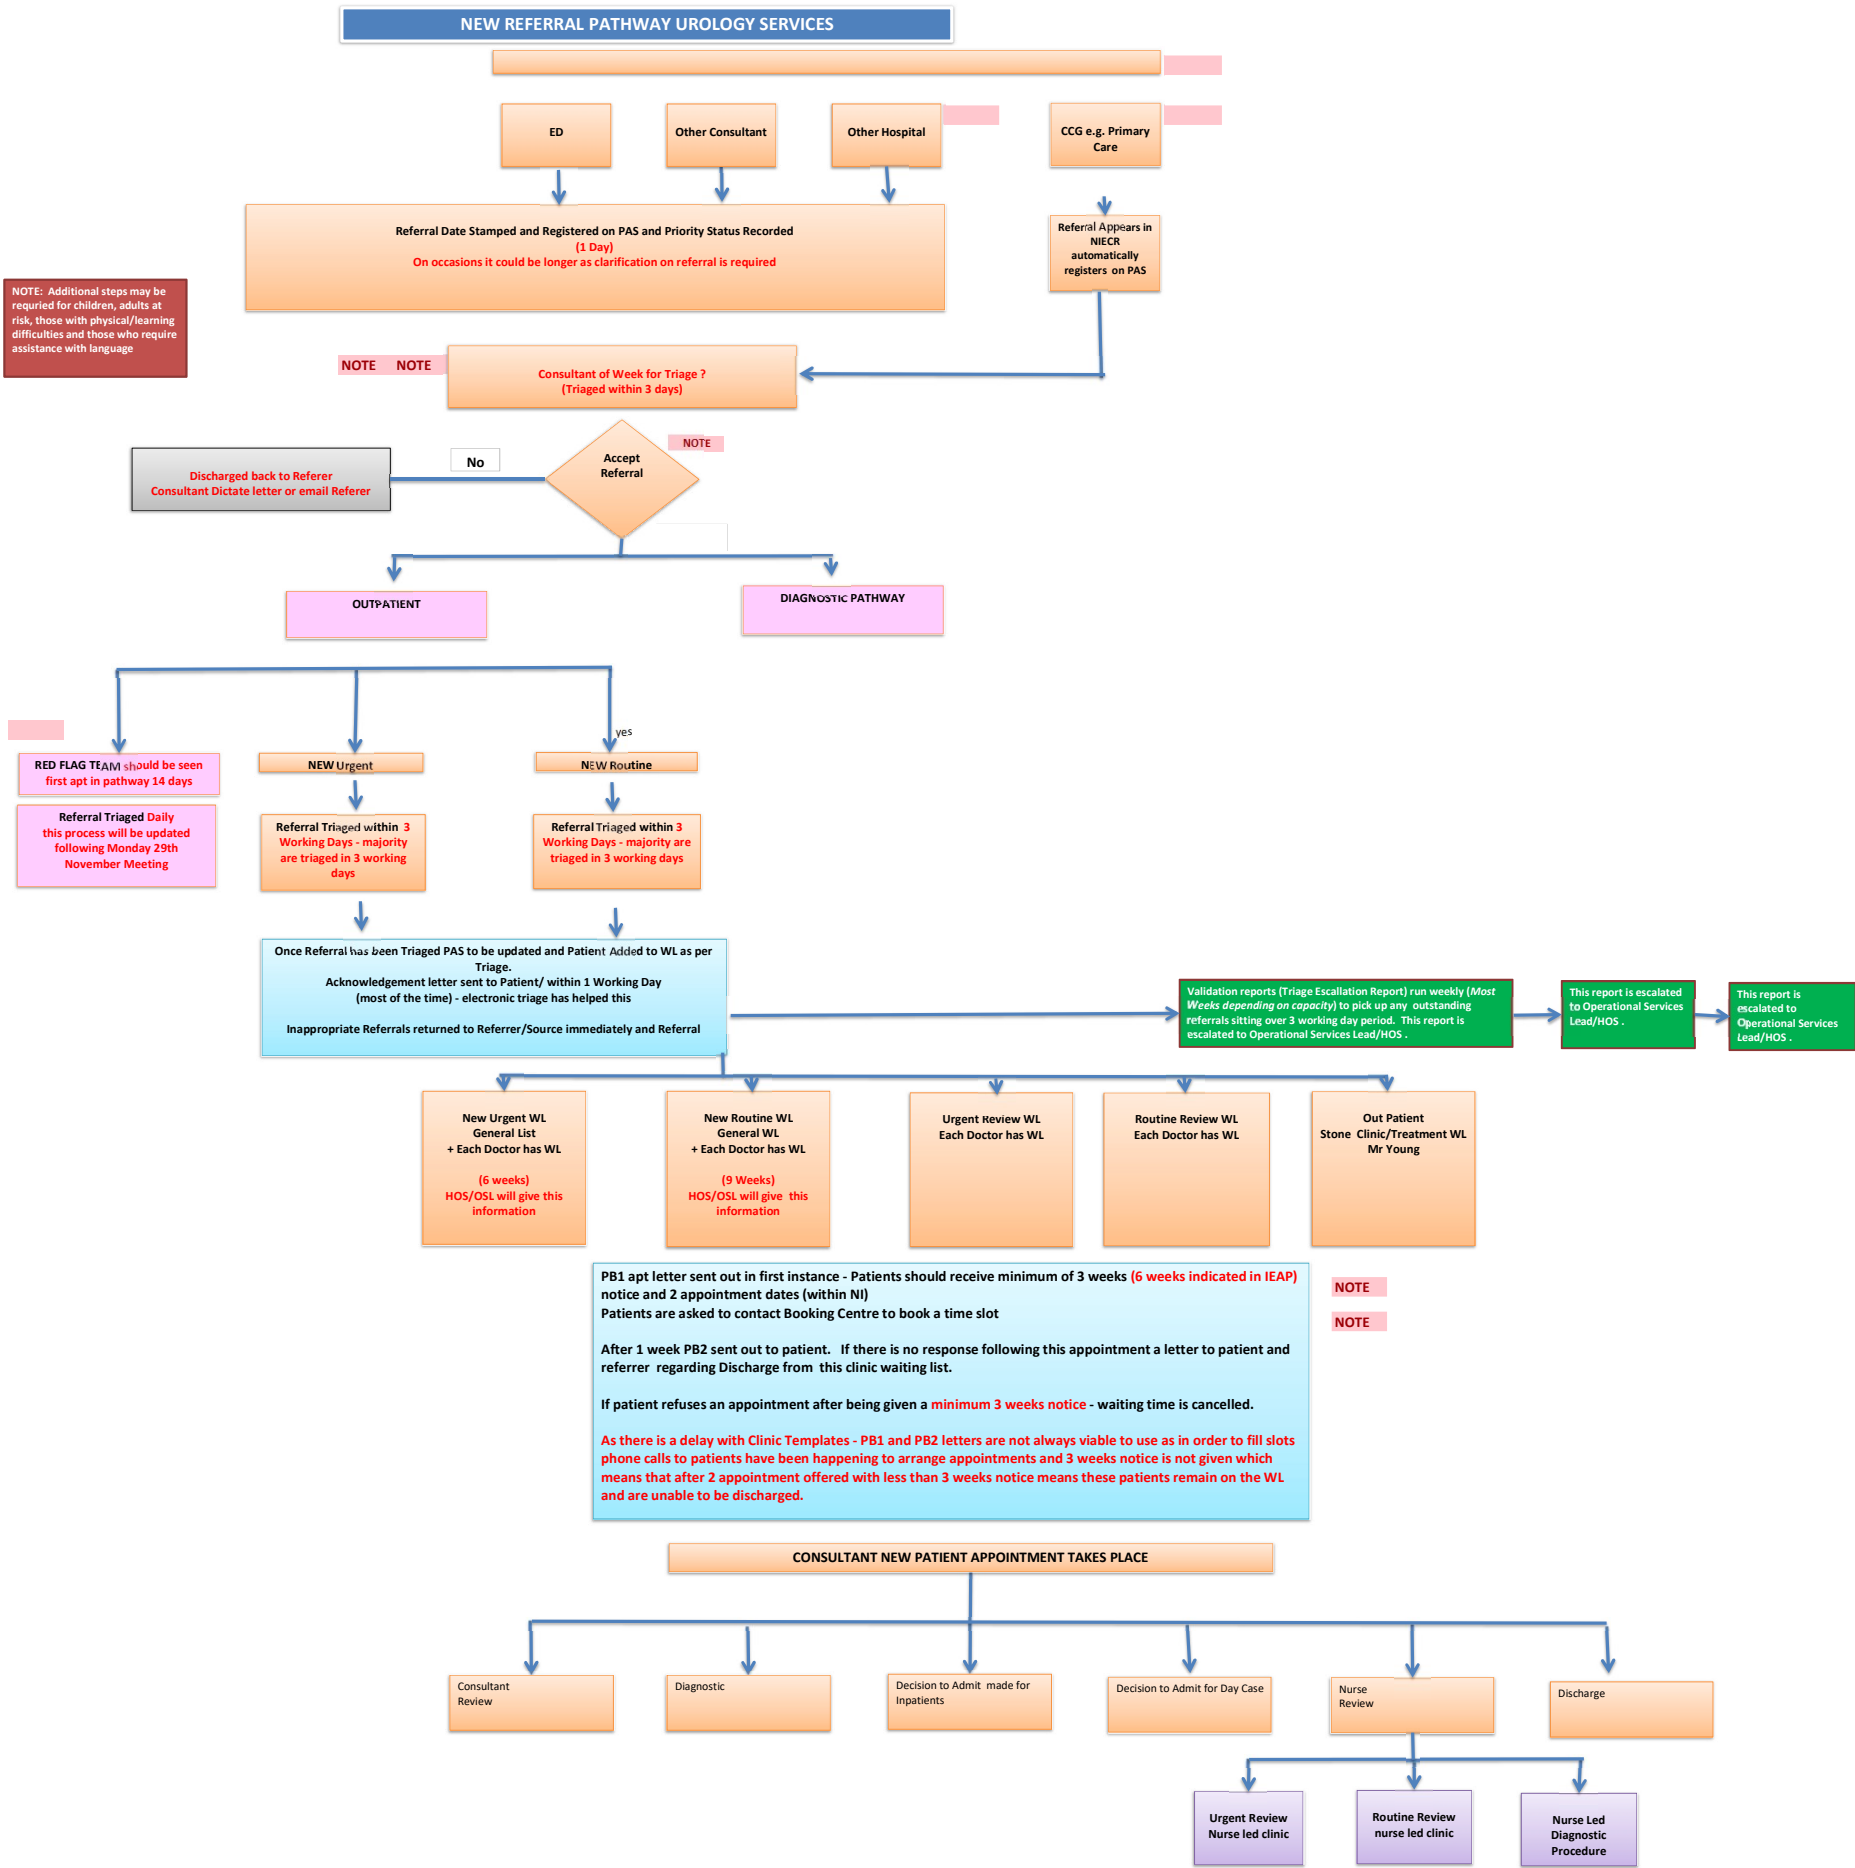 NEW REFERRAL PATHWAY UROLOGY SERVICES
ED
Other Consultant
Other Hospital
CCG e.g. Primary
Care
Referral Date Stamped and Registered on PAS and Priority Status Recorded
(1 Day)
On occasions it could be longer as clarification on referral is required
Referral Appears in
NIECR
automatically
registers on PAS
NOTE: Additional steps may be
requried for children, adults at
risk, those with physical/learning
difficulties and those who require
assistance with language
NOTE NOTE
Consultant of Week for Triage ?
(Triaged within 3 days)
NOTE
Accept
Referral
No
Discharged back to Referer
Consultant Dictate letter or email Referer
OUTPATIENT
DIAGNOSTIC PATHWAY
yes
RED FLAG TEAM should be seen
first apt in pathway 14 days
NEW Urgent
NEW Routine
Referral Triaged Daily
this process will be updated
following Monday 29th
November Meeting
Referral Triaged within 3
Working Days - majority
are triaged in 3 working
days
Referral Triaged within 3
Working Days - majority are
triaged in 3 working days
Once Referral has been Triaged PAS to be updated and Patient Added to WL as per
Triage.
Acknowledgement letter sent to Patient/ within 1 Working Day
(most of the time) - electronic triage has helped this
Inappropriate Referrals returned to Referrer/Source immediately and Referral
Validation reports (Triage Escallation Report) run weekly (Most
Weeks depending on capacity) to pick up any outstanding
referrals sitting over 3 working day period. This report is
escalated to Operational Services Lead/HOS .
This report is escalated
to Operational Services
Lead/HOS .
This report is
escalated to
Operational Services
Lead/HOS .
New Urgent WL
General List
+ Each Doctor has WL
(6 weeks)
HOS/OSL will give this
information
New Routine WL
General WL
+ Each Doctor has WL
(9 Weeks)
HOS/OSL will give this
information
Urgent Review WL
Each Doctor has WL
Routine Review WL
Each Doctor has WL
Out Patient
Stone Clinic/Treatment WL
Mr Young
PB1 apt letter sent out in first instance - Patients should receive minimum of 3 weeks (6 weeks indicated in IEAP)
notice and 2 appointment dates (within NI)
Patients are asked to contact Booking Centre to book a time slot
After 1 week PB2 sent out to patient. If there is no response following this appointment a letter to patient and
referrer regarding Discharge from this clinic waiting list.
If patient refuses an appointment after being given a minimum 3 weeks notice - waiting time is cancelled.
As there is a delay with Clinic Templates - PB1 and PB2 letters are not always viable to use as in order to fill slots
phone calls to patients have been happening to arrange appointments and 3 weeks notice is not given which
means that after 2 appointment offered with less than 3 weeks notice means these patients remain on the WL
and are unable to be discharged.
NOTE
NOTE
CONSULTANT NEW PATIENT APPOINTMENT TAKES PLACE
Consultant
Review
Diagnostic
Decision to Admit made for
Inpatients
Decision to Admit for Day Case
Nurse
Review
Discharge
Urgent Review
Nurse led clinic
Routine Review
nurse led clinic
Nurse Led
Diagnostic
Procedure